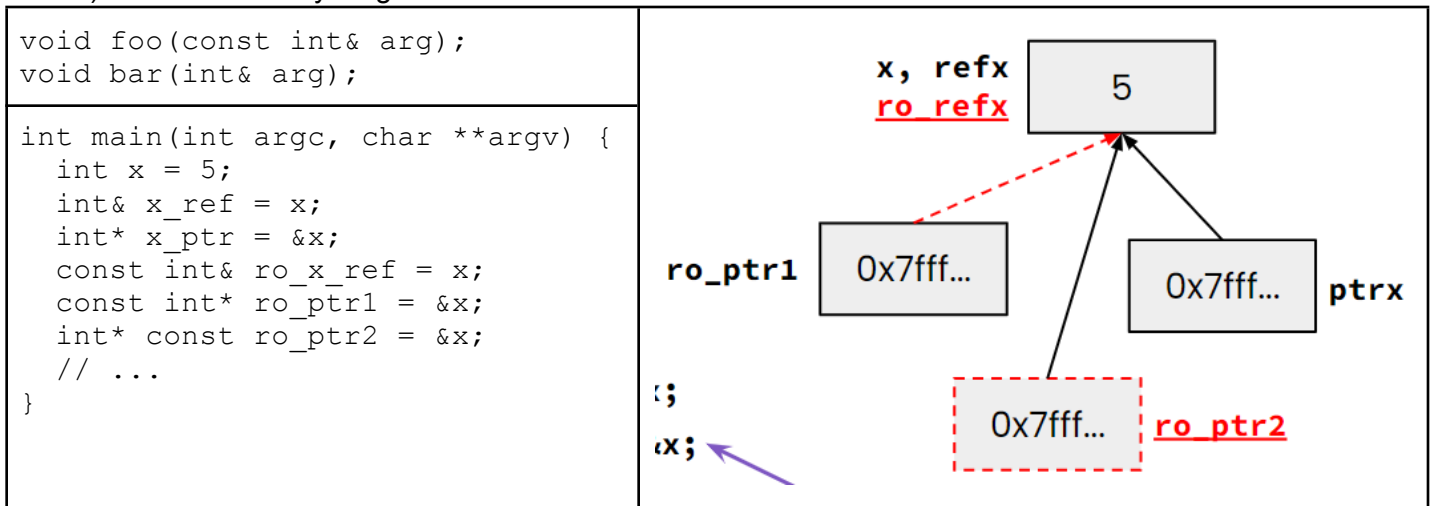 void foo(const int& arg);
void bar(int& arg);
int main(int argc, char **argv) {
int x = 5;
int& x_ref = x;
int* x_ptr = &x;
const int& ro_x_ref = x;
const int* ro_ptr1 = &x;
int* const ro_ptr2 = &x;
// ...
}
x, refx
ro_refx
5
ro_ptr1
0x7fff...
0x7fff...
ptrx
0x7fff...
ro_ptr2
x;
&x;